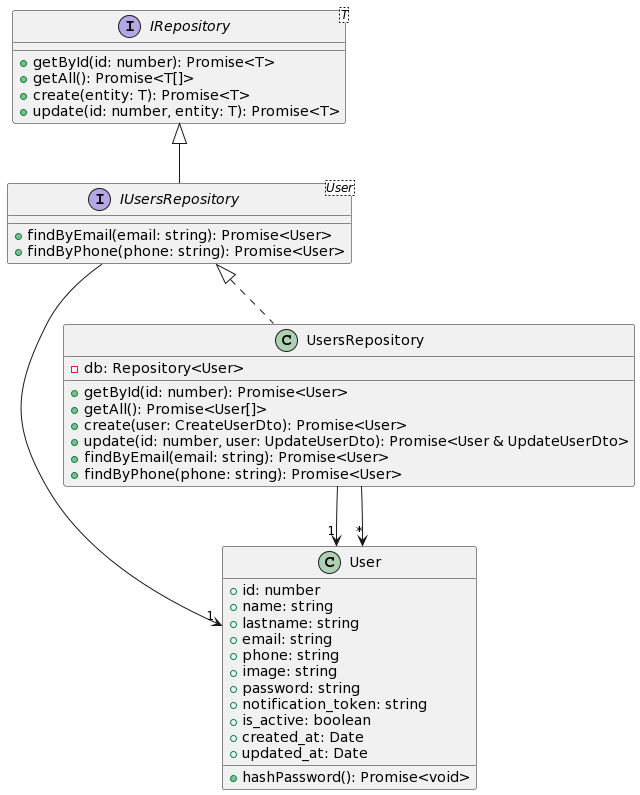 I IRepository T
getById(id: number): Promise<T>
getAll(): Promise<T[]>
create(entity: T): Promise<T>
update(id: number, entity: T): Promise<T>
I IUsersRepository User
findByEmail(email: string): Promise<User>
findByPhone(phone: string): Promise<User>
C UsersRepository
db: Repository<User>
getById(id: number): Promise<User>
getAll(): Promise<User[]>
create(user: CreateUserDto): Promise<User>
update(id: number, user: UpdateUserDto): Promise<User & UpdateUserDto>
findByEmail(email: string): Promise<User>
findByPhone(phone: string): Promise<User>
1 *
C User
id: number
name: string
1
lastname: string
email: string
phone: string
image: string
password: string
notification_token: string
is_active: boolean
created_at: Date
updated_at: Date
hashPassword(): Promise<void>